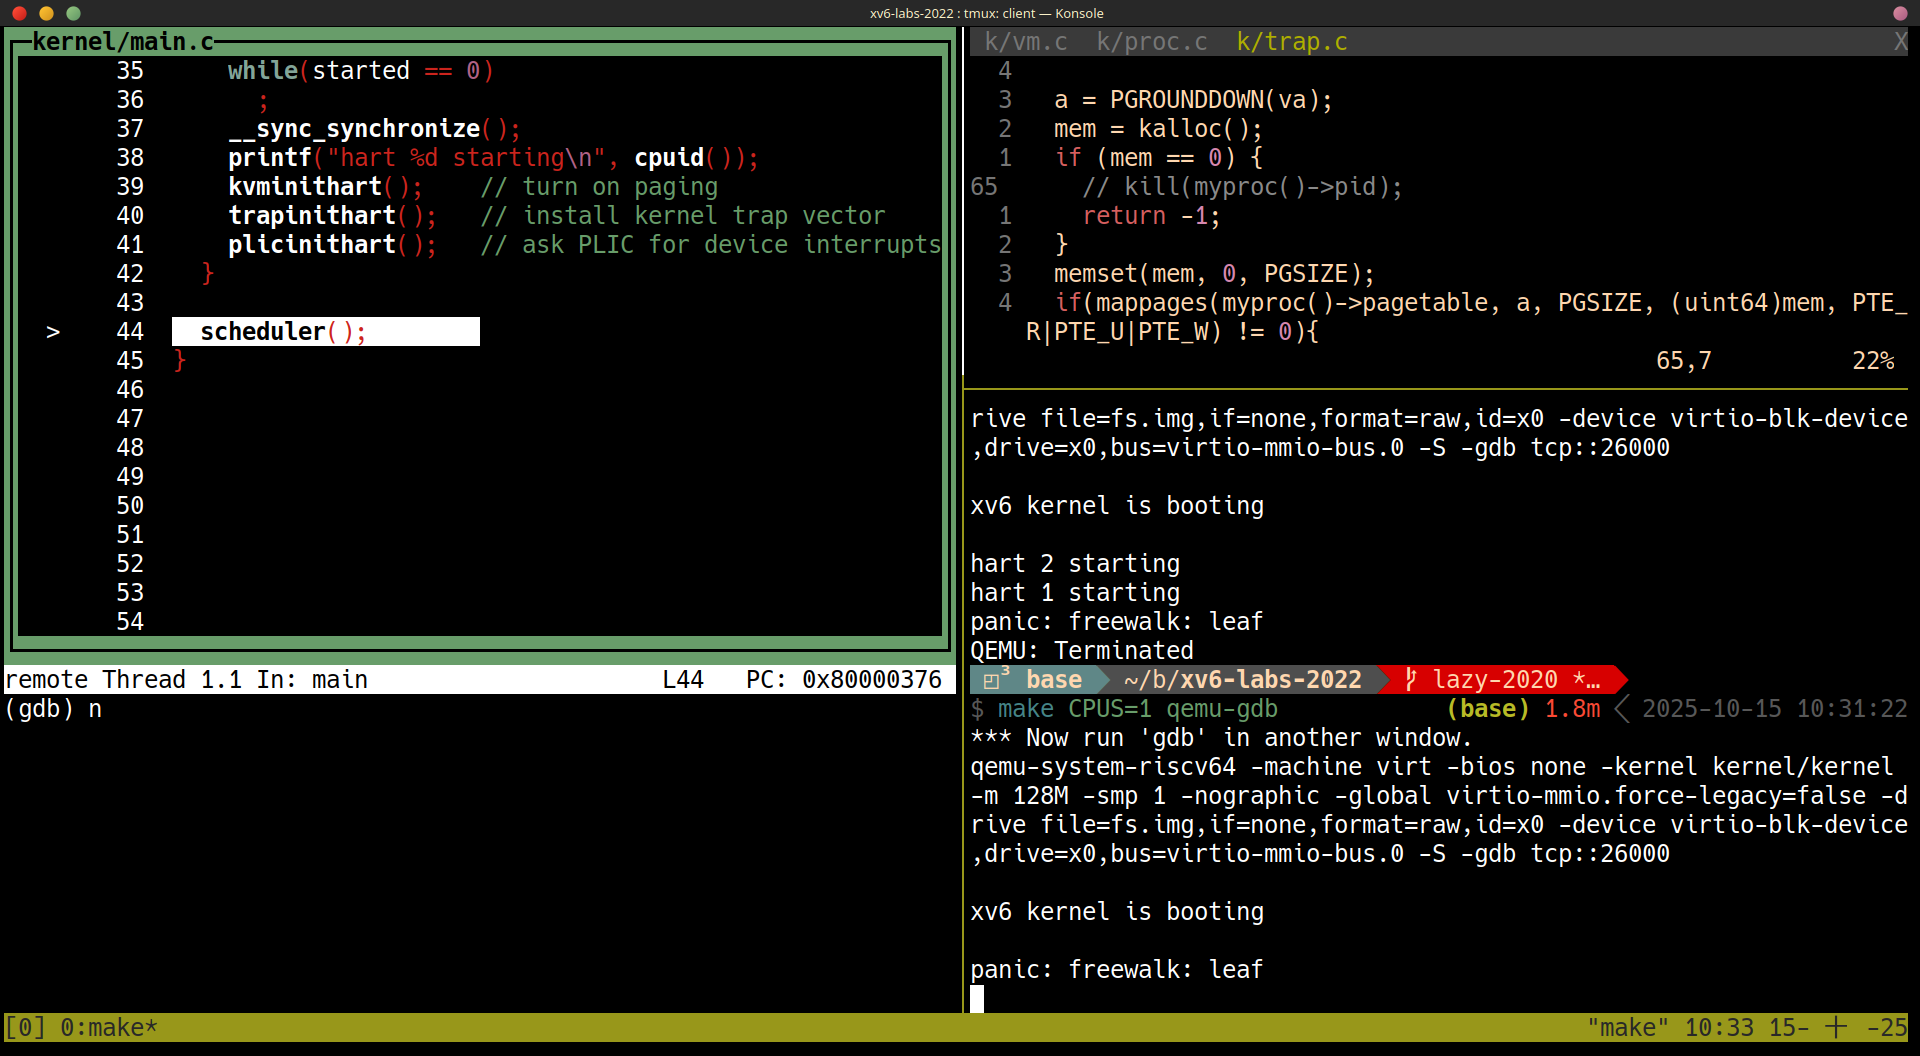 xv6-labs-2022 : tmux: client — Konsole
kernel/main.c
35 while(started == 0)
36 ;
37 __sync_synchronize();
38 printf("hart %d starting\n", cpuid());
39 kvminithart(); // turn on paging
40 trapinithart(); // install kernel trap vector
41 plicinithart(); // ask PLIC for device interrupts
42 }
43
> 44 scheduler();
45 }
46
47
48
49
50
51
52
53
54
remote Thread 1.1 In: main L44 PC: 0x80000376
(gdb) n
k/vm.c k/proc.c k/trap.c X
4
3 a = PGROUNDDOWN(va);
2 mem = kalloc();
1 if (mem == 0) {
65 // kill(myproc()->pid);
1 return -1;
2 }
3 memset(mem, 0, PGSIZE);
4 if(mappages(myproc()->pagetable, a, PGSIZE, (uint64)mem, PTE_
R|PTE_U|PTE_W) != 0){
65,7 22%
rive file=fs.img,if=none,format=raw,id=x0 -device virtio-blk-device
,drive=x0,bus=virtio-mmio-bus.0 -S -gdb tcp::26000
xv6 kernel is booting
hart 2 starting
hart 1 starting
panic: freewalk: leaf
QEMU: Terminated
3 base ~/b/xv6-labs-2022 lazy-2020 *…
$ make CPUS=1 qemu-gdb (base) 1.8m 2025-10-15 10:31:22
*** Now run 'gdb' in another window.
qemu-system-riscv64 -machine virt -bios none -kernel kernel/kernel
-m 128M -smp 1 -nographic -global virtio-mmio.force-legacy=false -d
rive file=fs.img,if=none,format=raw,id=x0 -device virtio-blk-device
,drive=x0,bus=virtio-mmio-bus.0 -S -gdb tcp::26000
xv6 kernel is booting
panic: freewalk: leaf
[0] 0:make* "make" 10:33 15- -25